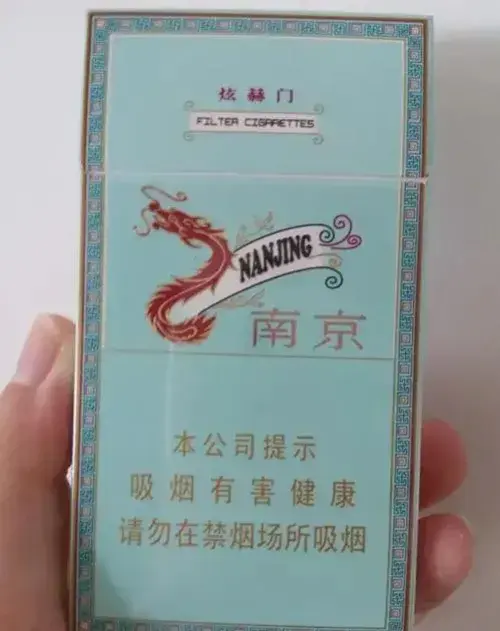 炫赫门
FILTER CIGARETTES
NANJING
南京
本公司提示
吸烟有害健康
请勿在禁烟场所吸烟